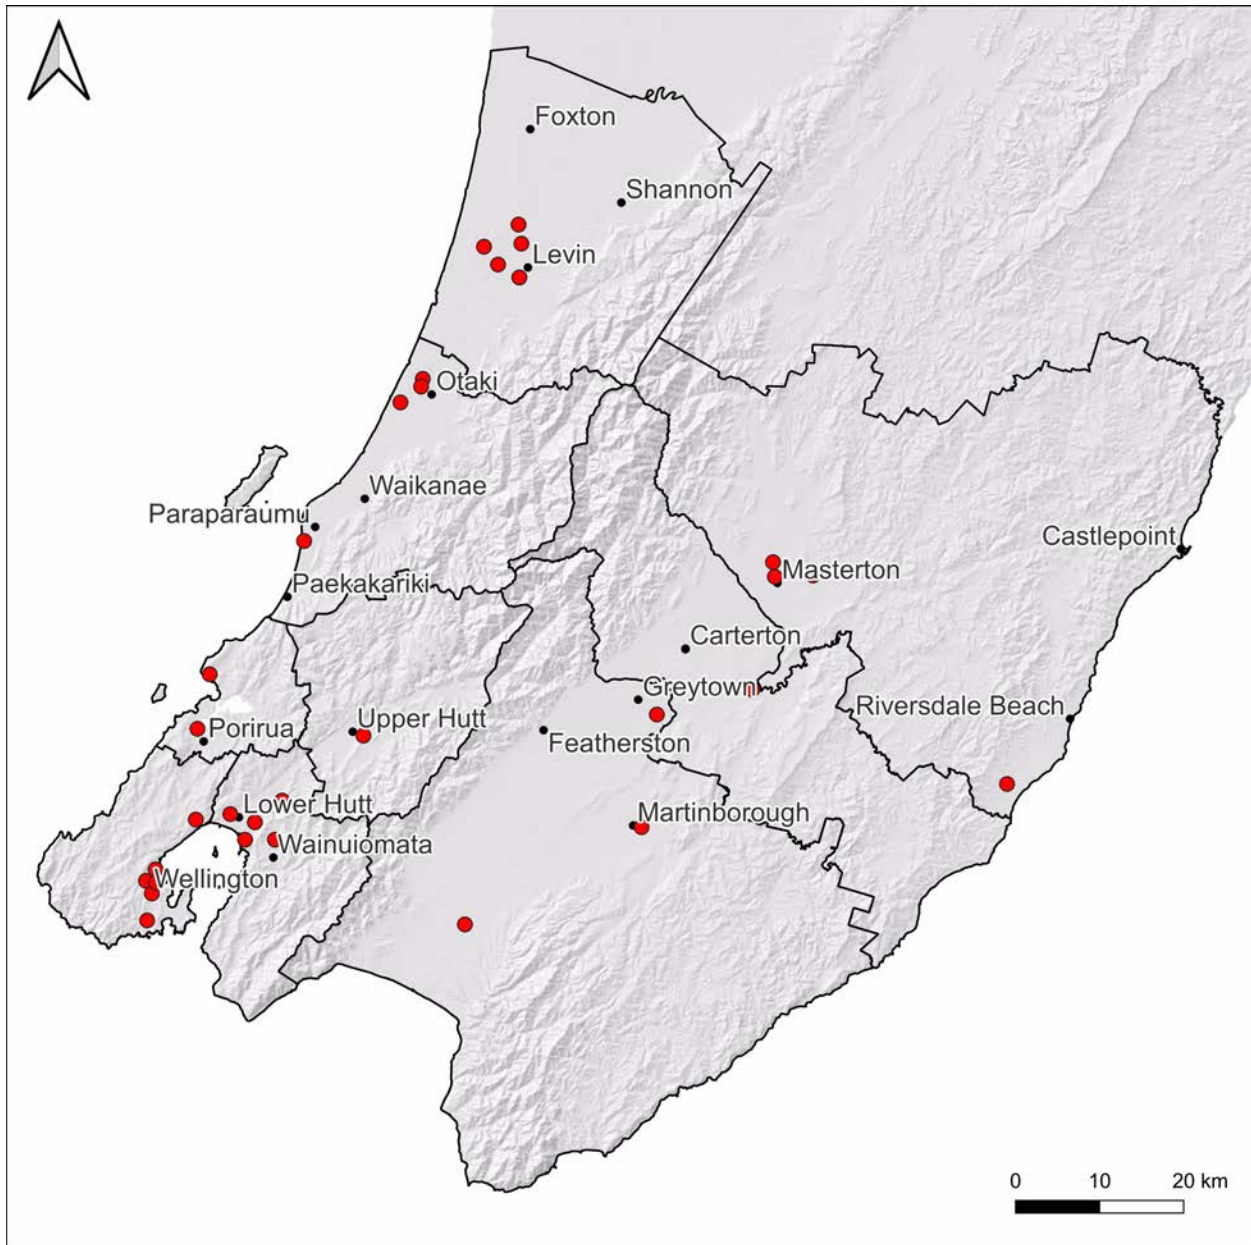 Foxton
Shannon
Levin
Otaki
Waikanae
Paraparaumu
Castlepoint
Masterton
Paekakariki
Carterton
Greytown
Riversdale Beach
Upper Hutt
Porirua
Featherston
Lower Hutt
Martinborough
Wainuiomata
Wellington
0 10 20 km